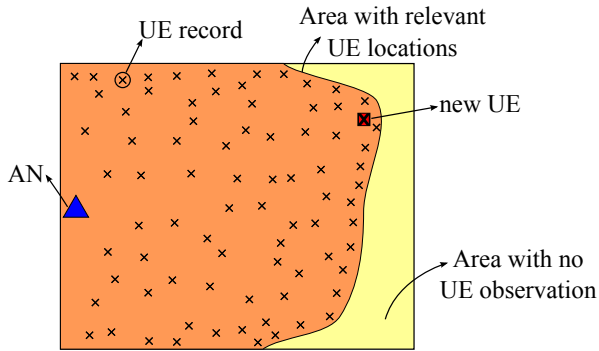 Area with relevant
UE locations
UE record
new UE
AN
Area with no
UE observation